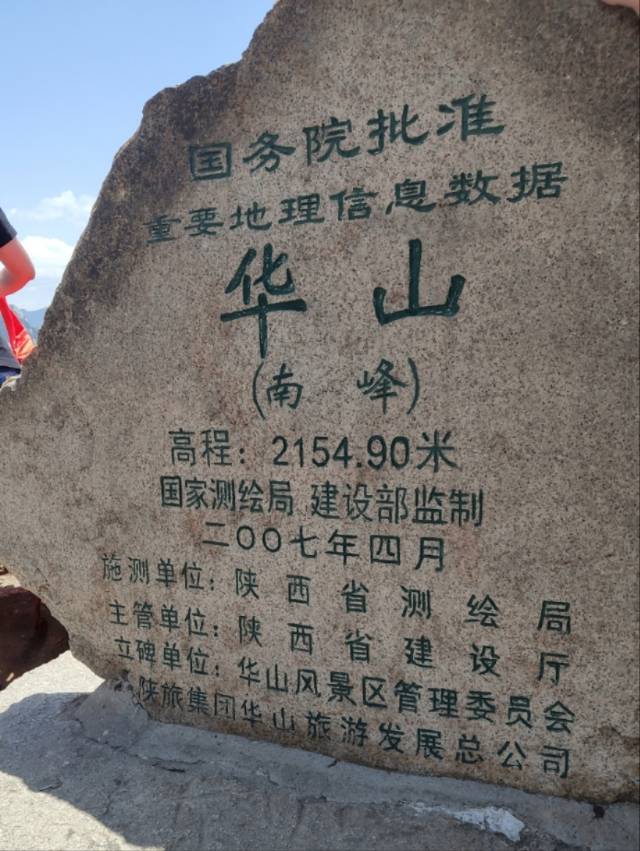 国务院批准
重要地理信息数据
华山
(南峰)
高程：2154.90米
国家测绘局 建设部监制
二〇〇七年四月
施测单位：陕西省测绘局
主管单位：陕西省建设厅
立碑单位：华山风景区管理委员会
陕旅集团华山旅游发展总公司